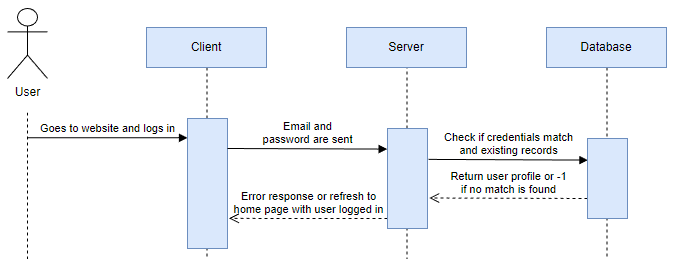 User
Client
Server
Database
Goes to website and logs in
Email and
password are sent
Check if credentials match
and existing records
Return user profile or -1
if no match is found
Error response or refresh to
home page with user logged in